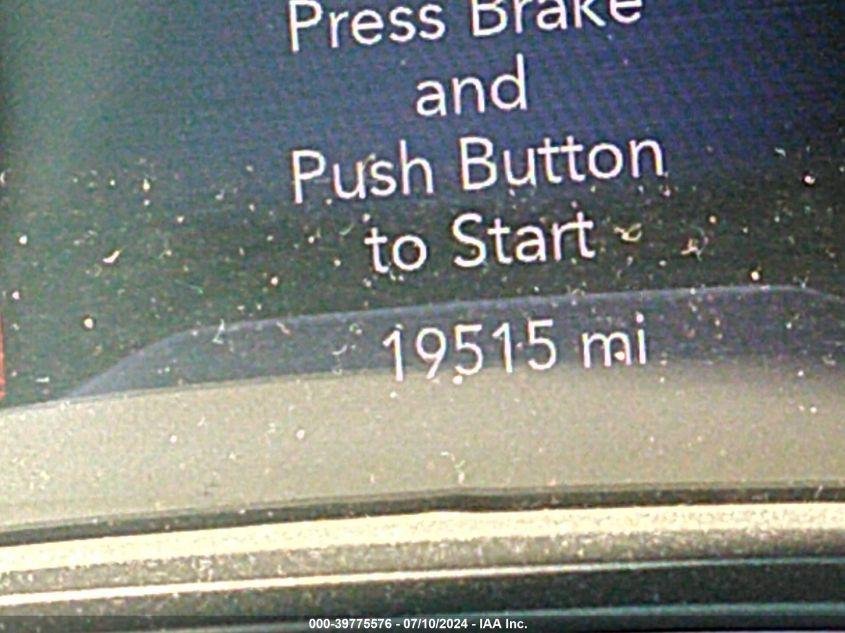 Press Brake
and
Push Button
to Start
19515 mi
000-39775576 - 07/10/2024 - IAA Inc.